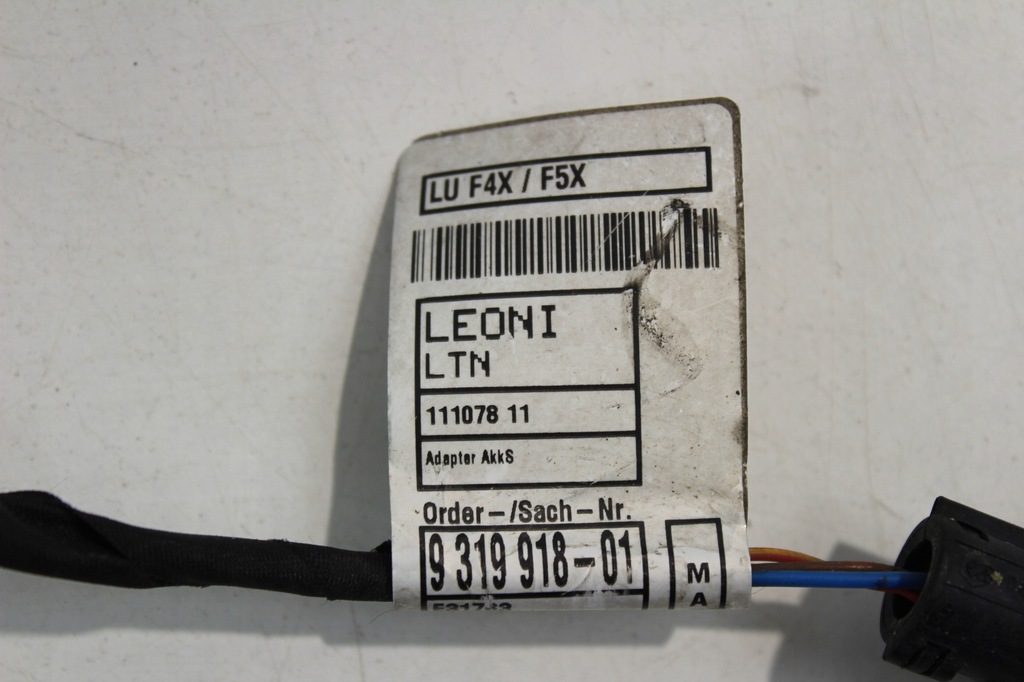 LU F4X / F5X
LEONI
LTN
111078 11
Adapter AkkS
Order-/Sach-Nr.
9 319 918-01
M
A